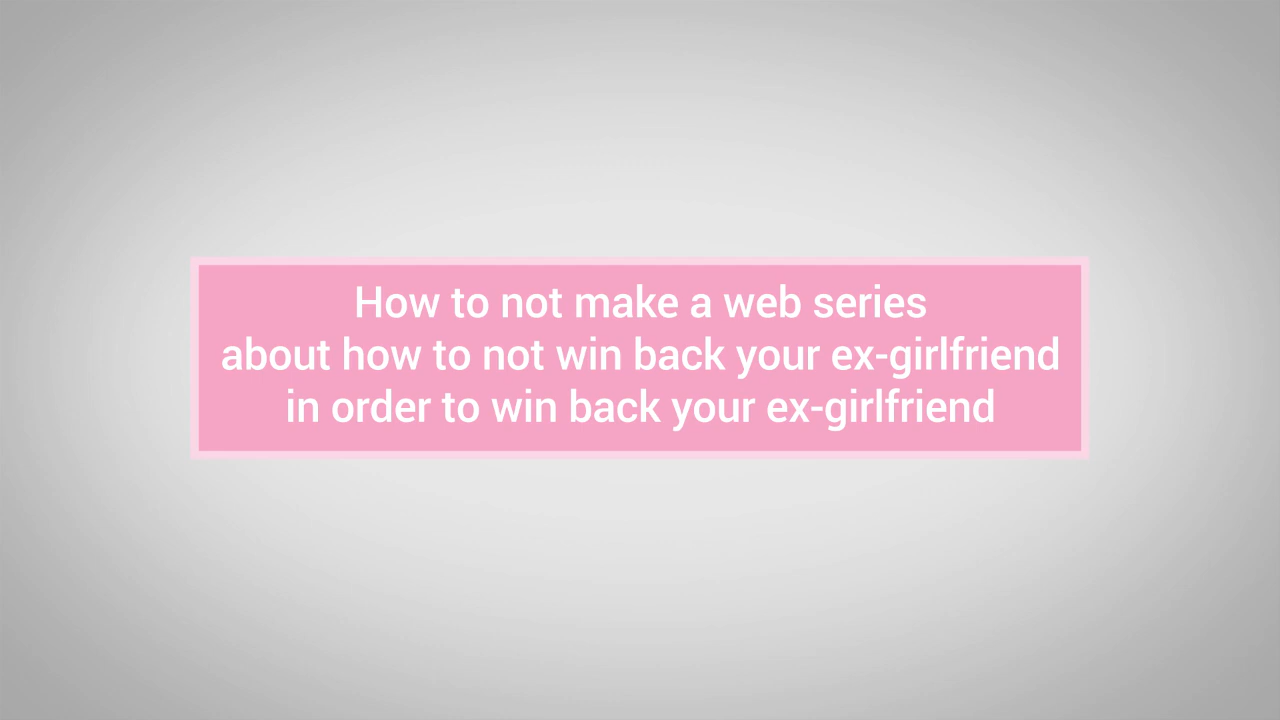 How to not make a web series
about how to not win back your ex-girlfriend
in order to win back your ex-girlfriend